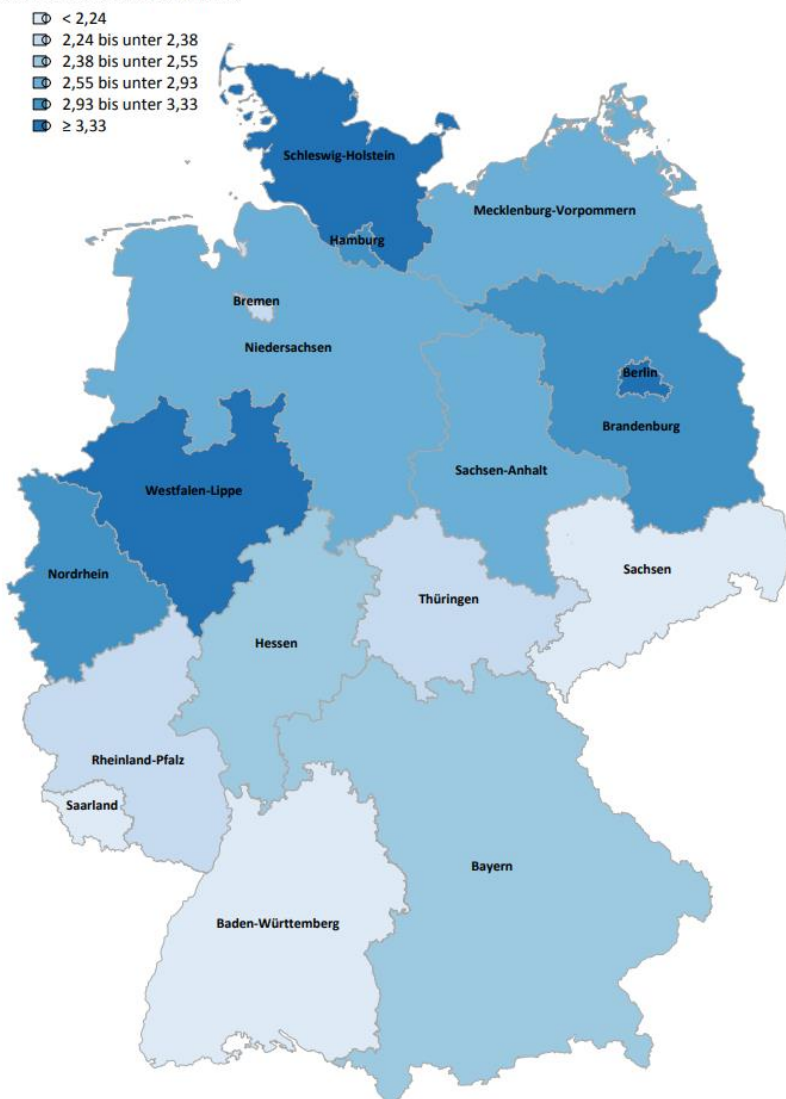 < 2,24
2,24 bis unter 2,38
2,38 bis unter 2,55
2,55 bis unter 2,93
2,93 bis unter 3,33
≥ 3,33
Schleswig-Holstein
Mecklenburg-Vorpommern
Hamburg
Bremen
Niedersachsen
Berlin
Brandenburg
Sachsen-Anhalt
Westfalen-Lippe
Nordrhein
Sachsen
Thüringen
Hessen
Rheinland-Pfalz
Saarland
Bayern
Baden-Württemberg